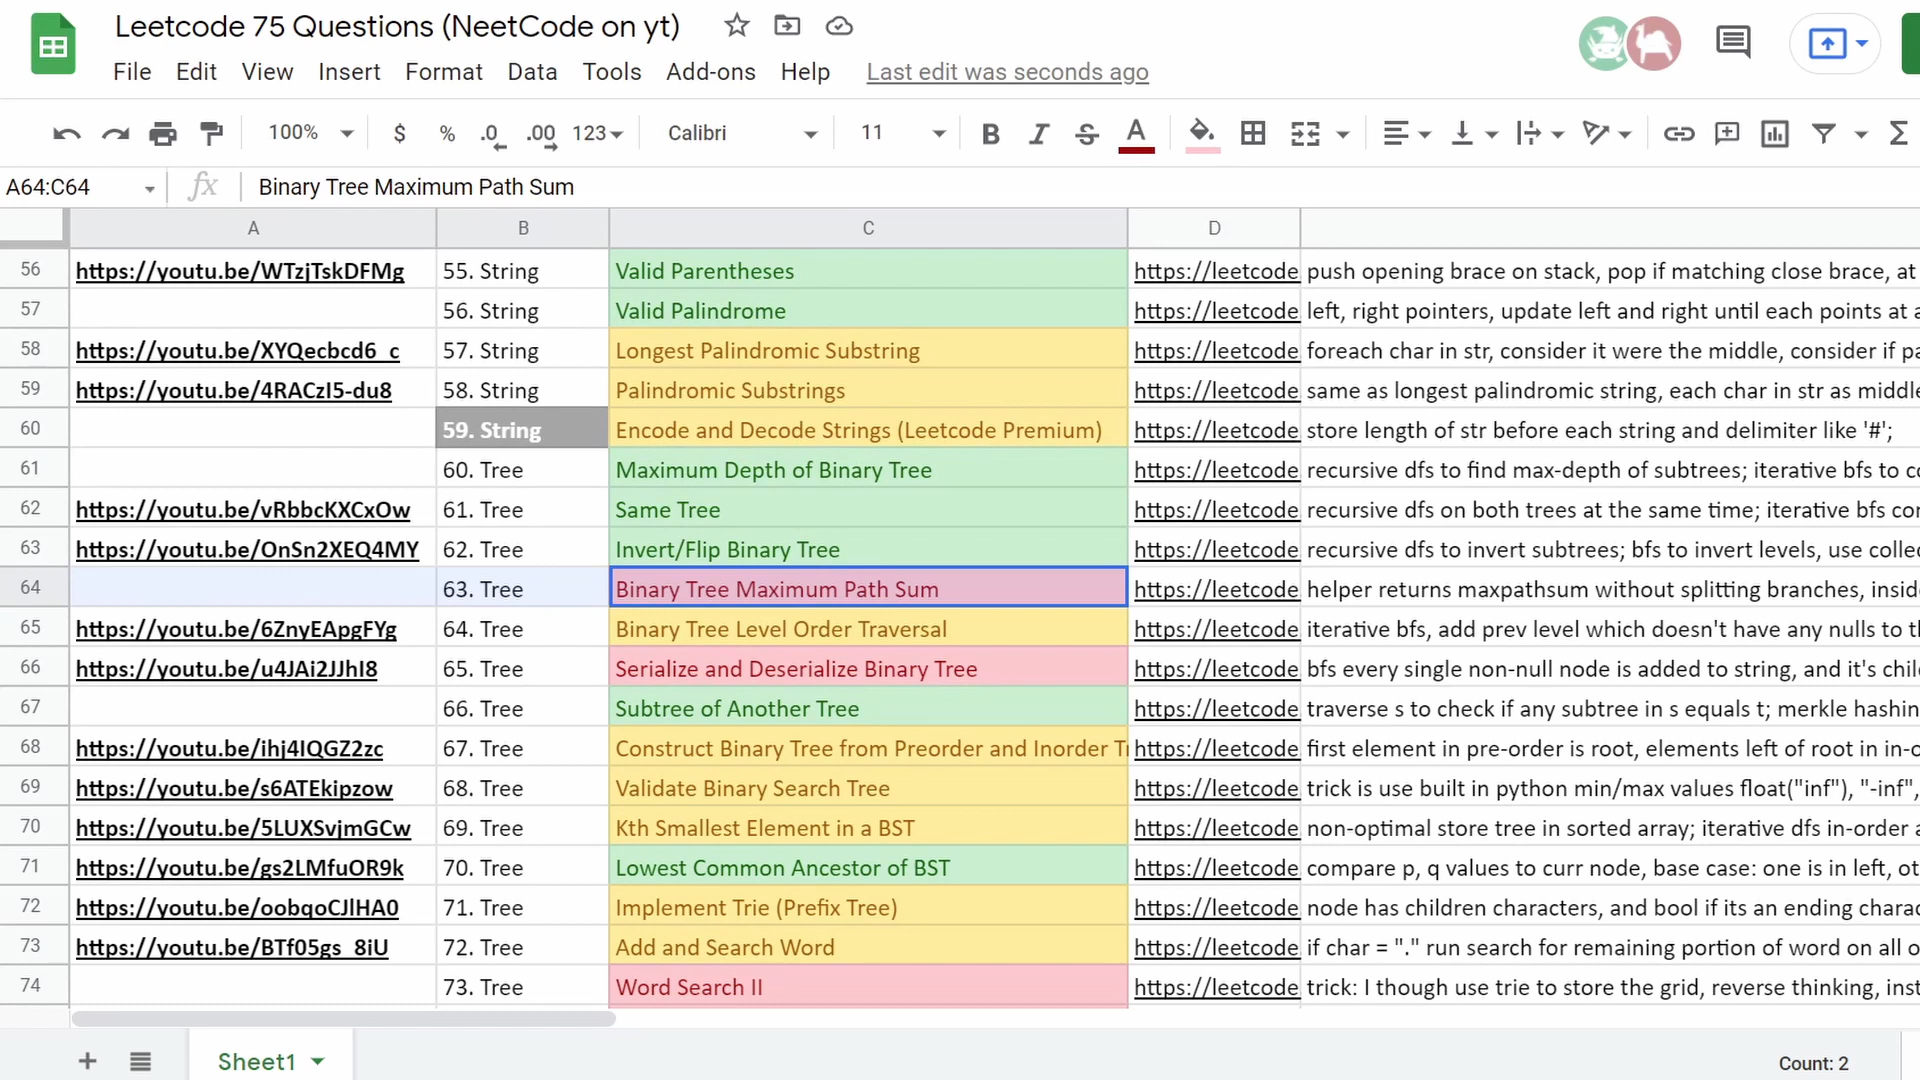 Leetcode 75 Questions (NeetCode on yt)
File Edit View Insert Format Data Tools Add-ons Help Last edit was seconds ago
100% $ % .0 .00 123 Calibri 11 B I S A Σ
A64:C64 fx Binary Tree Maximum Path Sum
A B C D
56 https://youtu.be/WTzjTskDFMg 55. String Valid Parentheses https://leetcode. push opening brace on stack, pop if matching close brace, at
57 56. String Valid Palindrome https://leetcode. left, right pointers, update left and right until each points at a
58 https://youtu.be/XYQecbcd6_c 57. String Longest Palindromic Substring https://leetcode. foreach char in str, consider it were the middle, consider if pa
59 https://youtu.be/4RACzI5-du8 58. String Palindromic Substrings https://leetcode. same as longest palindromic string, each char in str as middle
60 59. String Encode and Decode Strings (Leetcode Premium) https://leetcode. store length of str before each string and delimiter like '#';
61 60. Tree Maximum Depth of Binary Tree https://leetcode. recursive dfs to find max-depth of subtrees; iterative bfs to co
62 https://youtu.be/vRbbcKXCxOw 61. Tree Same Tree https://leetcode. recursive dfs on both trees at the same time; iterative bfs con
63 https://youtu.be/OnSn2XEQ4MY 62. Tree Invert/Flip Binary Tree https://leetcode. recursive dfs to invert subtrees; bfs to invert levels, use collec
64 63. Tree Binary Tree Maximum Path Sum https://leetcode. helper returns maxpathsum without splitting branches, insid
65 https://youtu.be/6ZnyEApgFYg 64. Tree Binary Tree Level Order Traversal https://leetcode. iterative bfs, add prev level which doesn't have any nulls to th
66 https://youtu.be/u4JAi2JJhI8 65. Tree Serialize and Deserialize Binary Tree https://leetcode. bfs every single non-null node is added to string, and it's chil
67 66. Tree Subtree of Another Tree https://leetcode. traverse s to check if any subtree in s equals t; merkle hashin
68 https://youtu.be/ihj4IQGZ2zc 67. Tree Construct Binary Tree from Preorder and Inorder Tr https://leetcode. first element in pre-order is root, elements left of root in in-o
69 https://youtu.be/s6ATEkipzow 68. Tree Validate Binary Search Tree https://leetcode. trick is use built in python min/max values float("inf"), "-inf",
70 https://youtu.be/5LUXSvjmGCw 69. Tree Kth Smallest Element in a BST https://leetcode. non-optimal store tree in sorted array; iterative dfs in-order a
71 https://youtu.be/gs2LMfuOR9k 70. Tree Lowest Common Ancestor of BST https://leetcode. compare p, q values to curr node, base case: one is in left, ot
72 https://youtu.be/oobqoCJlHA0 71. Tree Implement Trie (Prefix Tree) https://leetcode. node has children characters, and bool if its an ending charac
73 https://youtu.be/BTf05gs_8iU 72. Tree Add and Search Word https://leetcode. if char = "." run search for remaining portion of word on all o
74 73. Tree Word Search II https://leetcode. trick: I though use trie to store the grid, reverse thinking, inst
+ Sheet1 Count: 2